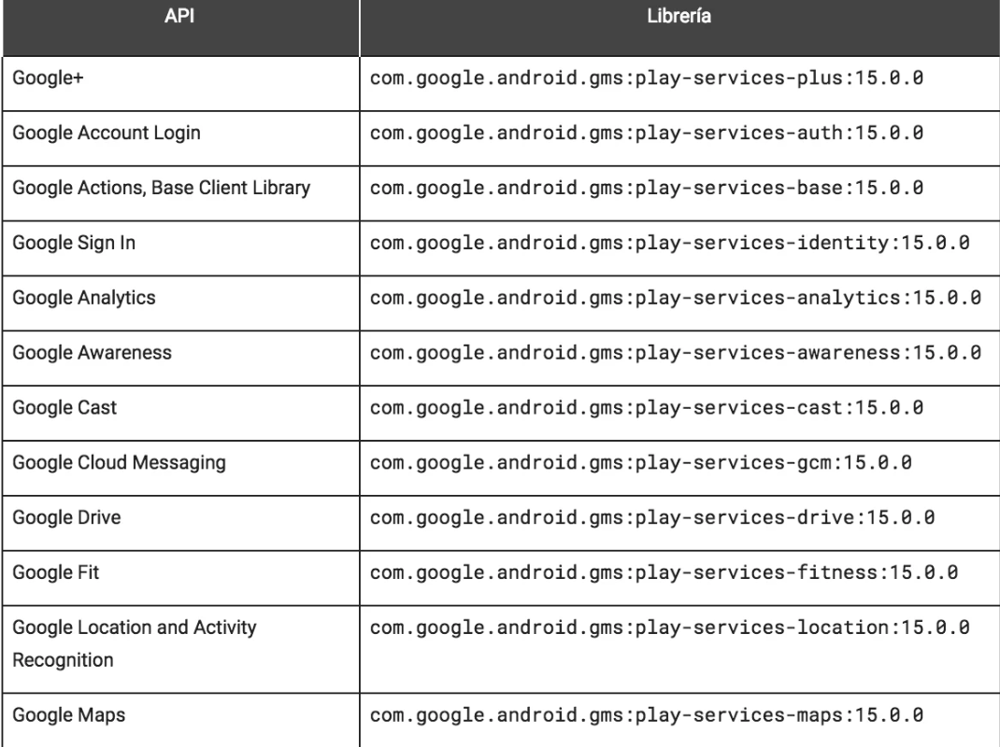 API Librería
Google+ com.google.android.gms:play-services-plus:15.0.0
Google Account Login com.google.android.gms:play-services-auth:15.0.0
Google Actions, Base Client Library com.google.android.gms:play-services-base:15.0.0
Google Sign In com.google.android.gms:play-services-identity:15.0.0
Google Analytics com.google.android.gms:play-services-analytics:15.0.0
Google Awareness com.google.android.gms:play-services-awareness:15.0.0
Google Cast com.google.android.gms:play-services-cast:15.0.0
Google Cloud Messaging com.google.android.gms:play-services-gcm:15.0.0
Google Drive com.google.android.gms:play-services-drive:15.0.0
Google Fit com.google.android.gms:play-services-fitness:15.0.0
Google Location and Activity com.google.android.gms:play-services-location:15.0.0
Recognition
Google Maps com.google.android.gms:play-services-maps:15.0.0